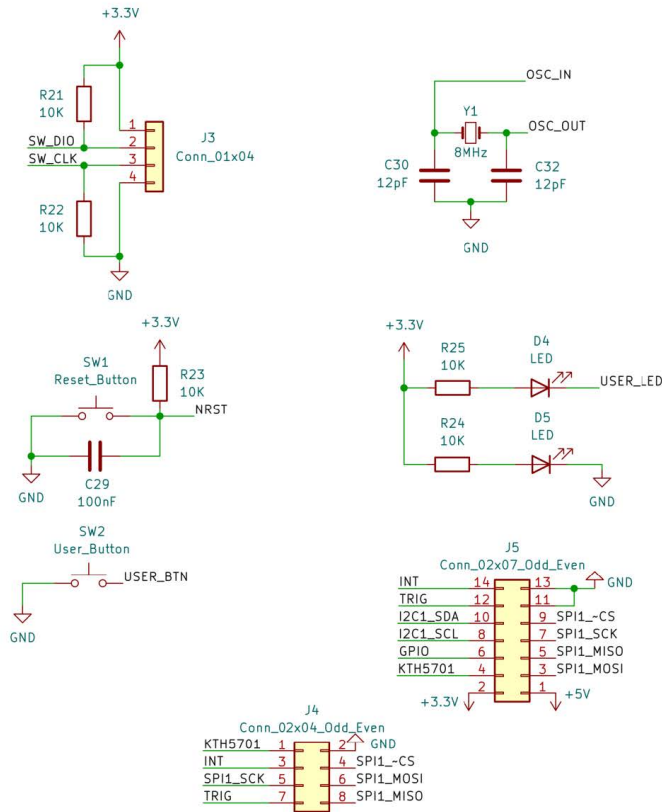 +3.3V
R21
10K
SW_DIO
SW_CLK
R22
10K
1
2
3
4
J3
Conn_01x04
GND
OSC_IN
Y1
8MHz
OSC_OUT
C30
12pF
C32
12pF
GND
+3.3V
SW1
Reset_Button
R23
10K
NRST
GND
C29
100nF
SW2
User_Button
USER_BTN
GND
+3.3V
R25
10K
D4
LED
USER_LED
R24
10K
D5
LED
GND
J5
Conn_02x07_Odd_Even
INT 14 13 GND
TRIG 12 11
I2C1_SDA 10 9 SPI1_~CS
I2C1_SCL 8 7 SPI1_SCK
GPIO 6 5 SPI1_MISO
KTH5701 4 3 SPI1_MOSI
+3.3V 2 1 +5V
J4
Conn_02x04_Odd_Even
KTH5701 1 2 GND
INT 3 4 SPI1_~CS
SPI1_SCK 5 6 SPI1_MOSI
TRIG 7 8 SPI1_MISO